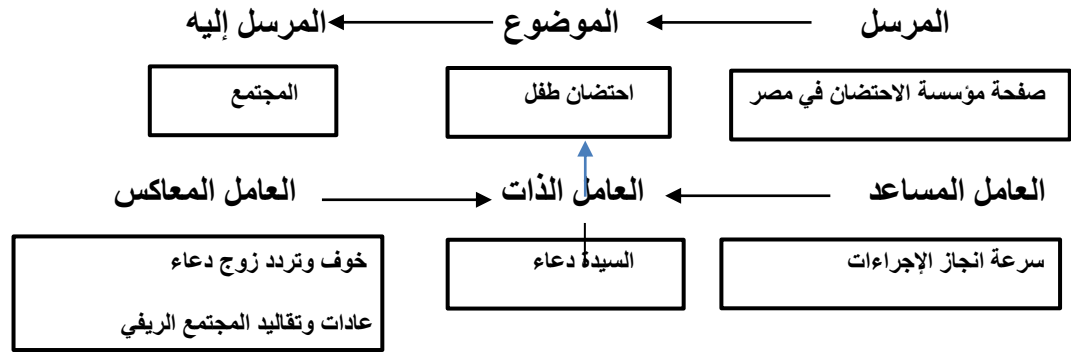 المرسل
الموضوع
المرسل إليه
صفحة مؤسسة الاحتضان في مصر
احتضان طفل
المجتمع
العامل المساعد
العامل الذات
العامل المعاكس
سرعة انجاز الإجراءات
السيدة دعاء
خوف وتردد زوج دعاء
عادات وتقاليد المجتمع الريفي